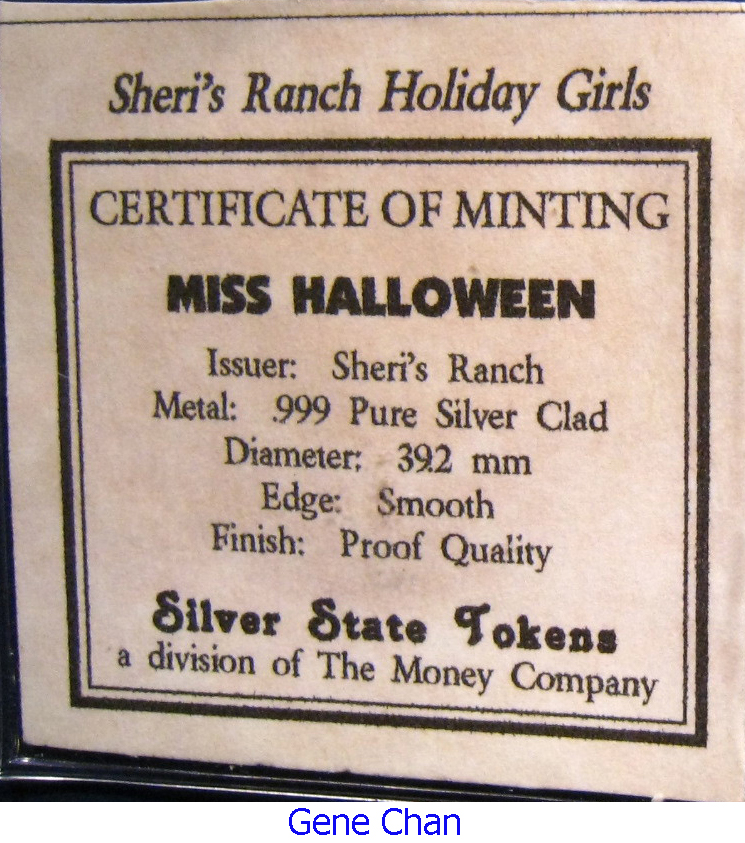 Sheri's Ranch Holiday Girls
CERTIFICATE OF MINTING
MISS HALLOWEEN
Issuer: Sheri's Ranch
Metal: .999 Pure Silver Clad
Diameter: 39.2 mm
Edge: Smooth
Finish: Proof Quality
Silver State Tokens
a division of The Money Company
Gene Chan